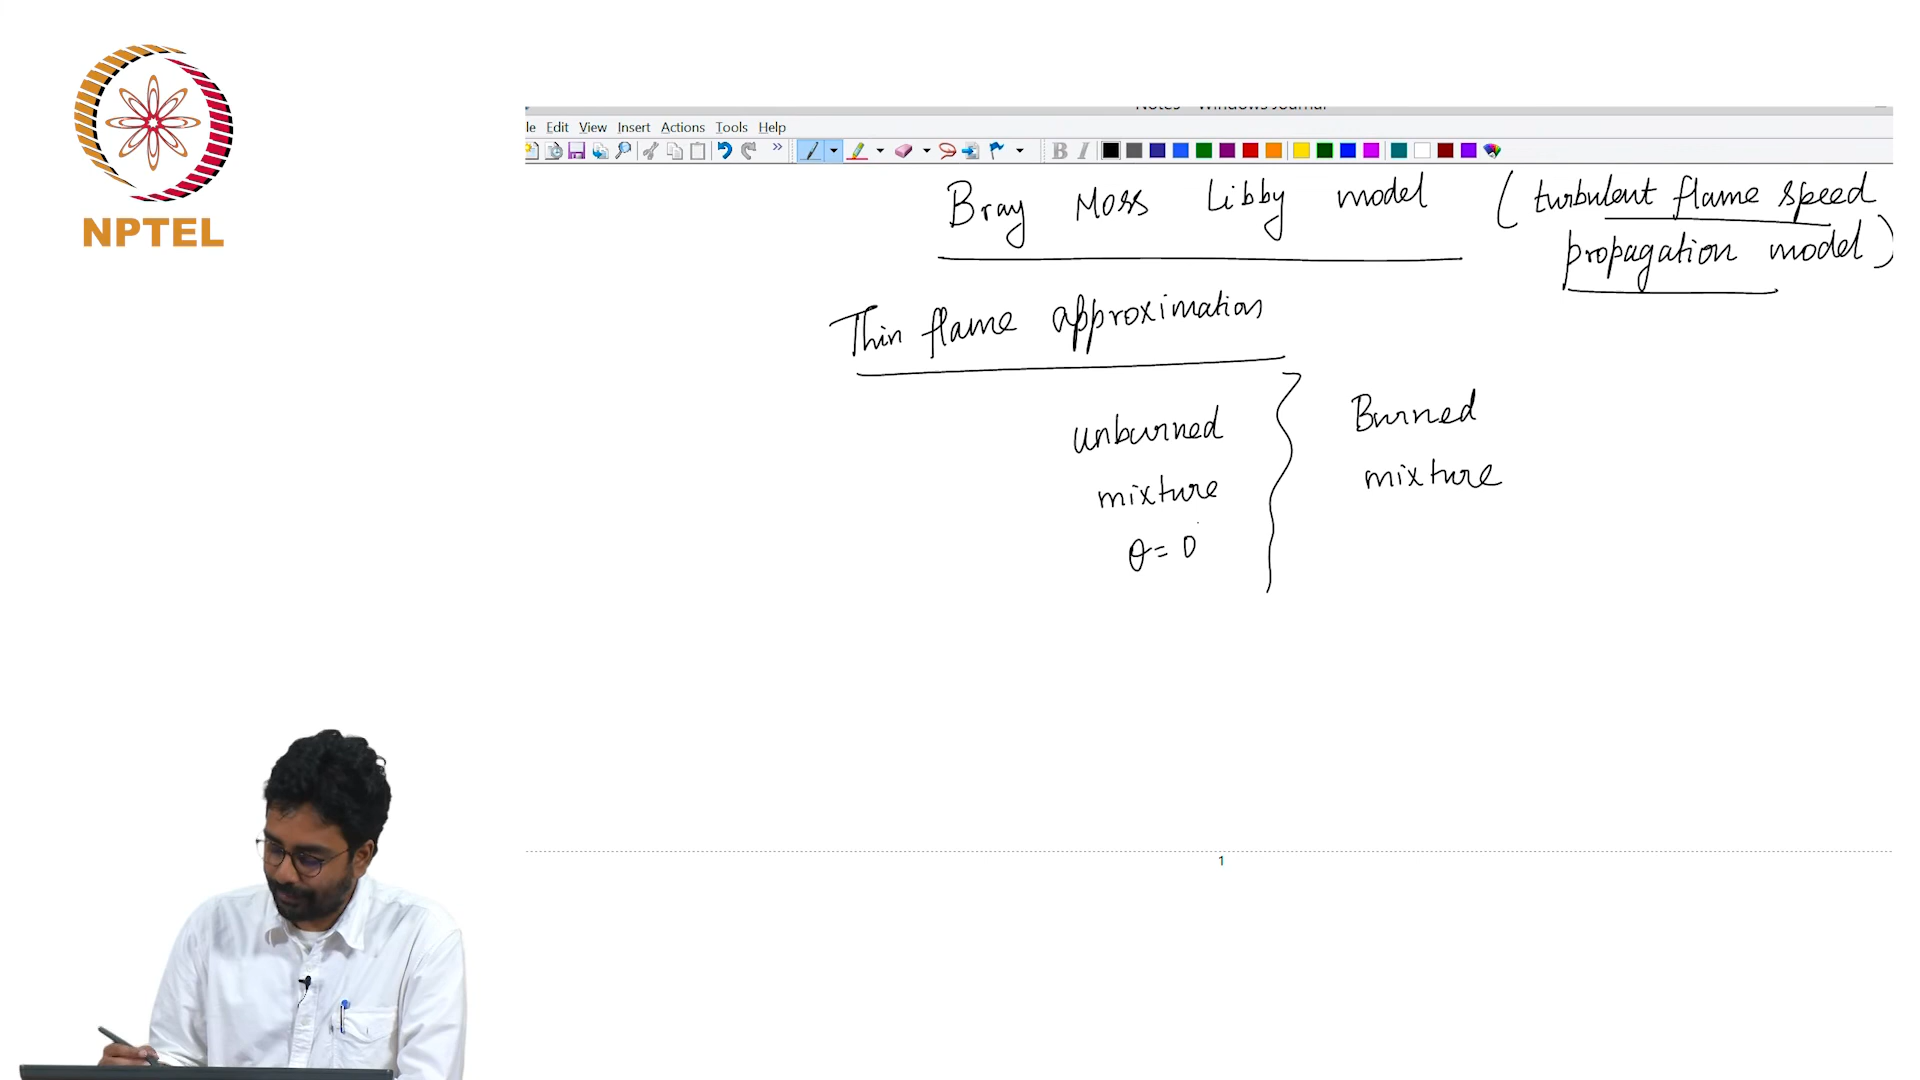 NPTEL
le Edit View Insert Actions Tools Help
Bray Moss Libby model (turbulent flame speed
propagation model)
Thin flame approximation
unburned
mixture
θ = 0
Burned
mixture
1